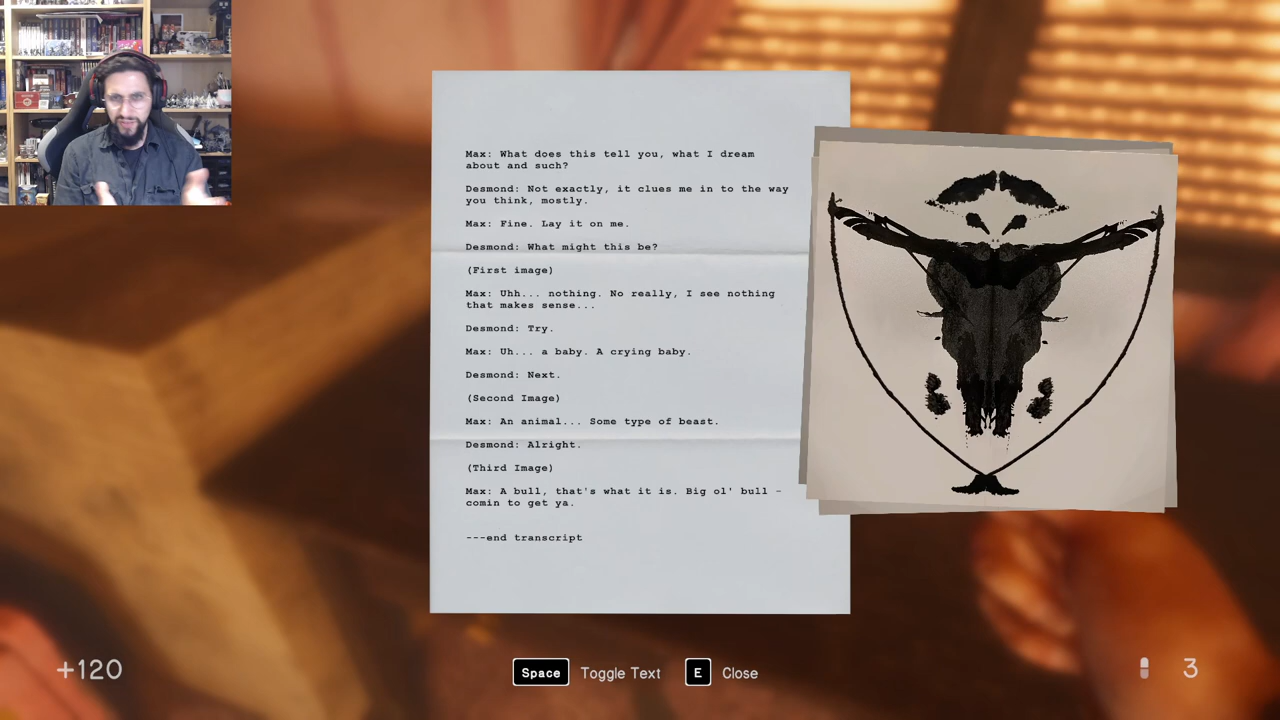 Max: What does this tell you, what I dream
about and such?
Desmond: Not exactly, it clues me in to the way
you think, mostly.
Max: Fine. Lay it on me.
Desmond: What might this be?
(First image)
Max: Uhh... nothing. No really, I see nothing
that makes sense...
Desmond: Try.
Max: Uh... a baby. A crying baby.
Desmond: Next.
(Second Image)
Max: An animal... Some type of beast.
Desmond: Alright.
(Third Image)
Max: A bull, that's what it is. Big ol' bull -
comin to get ya.
---end transcript
+120
Space Toggle Text E Close
3